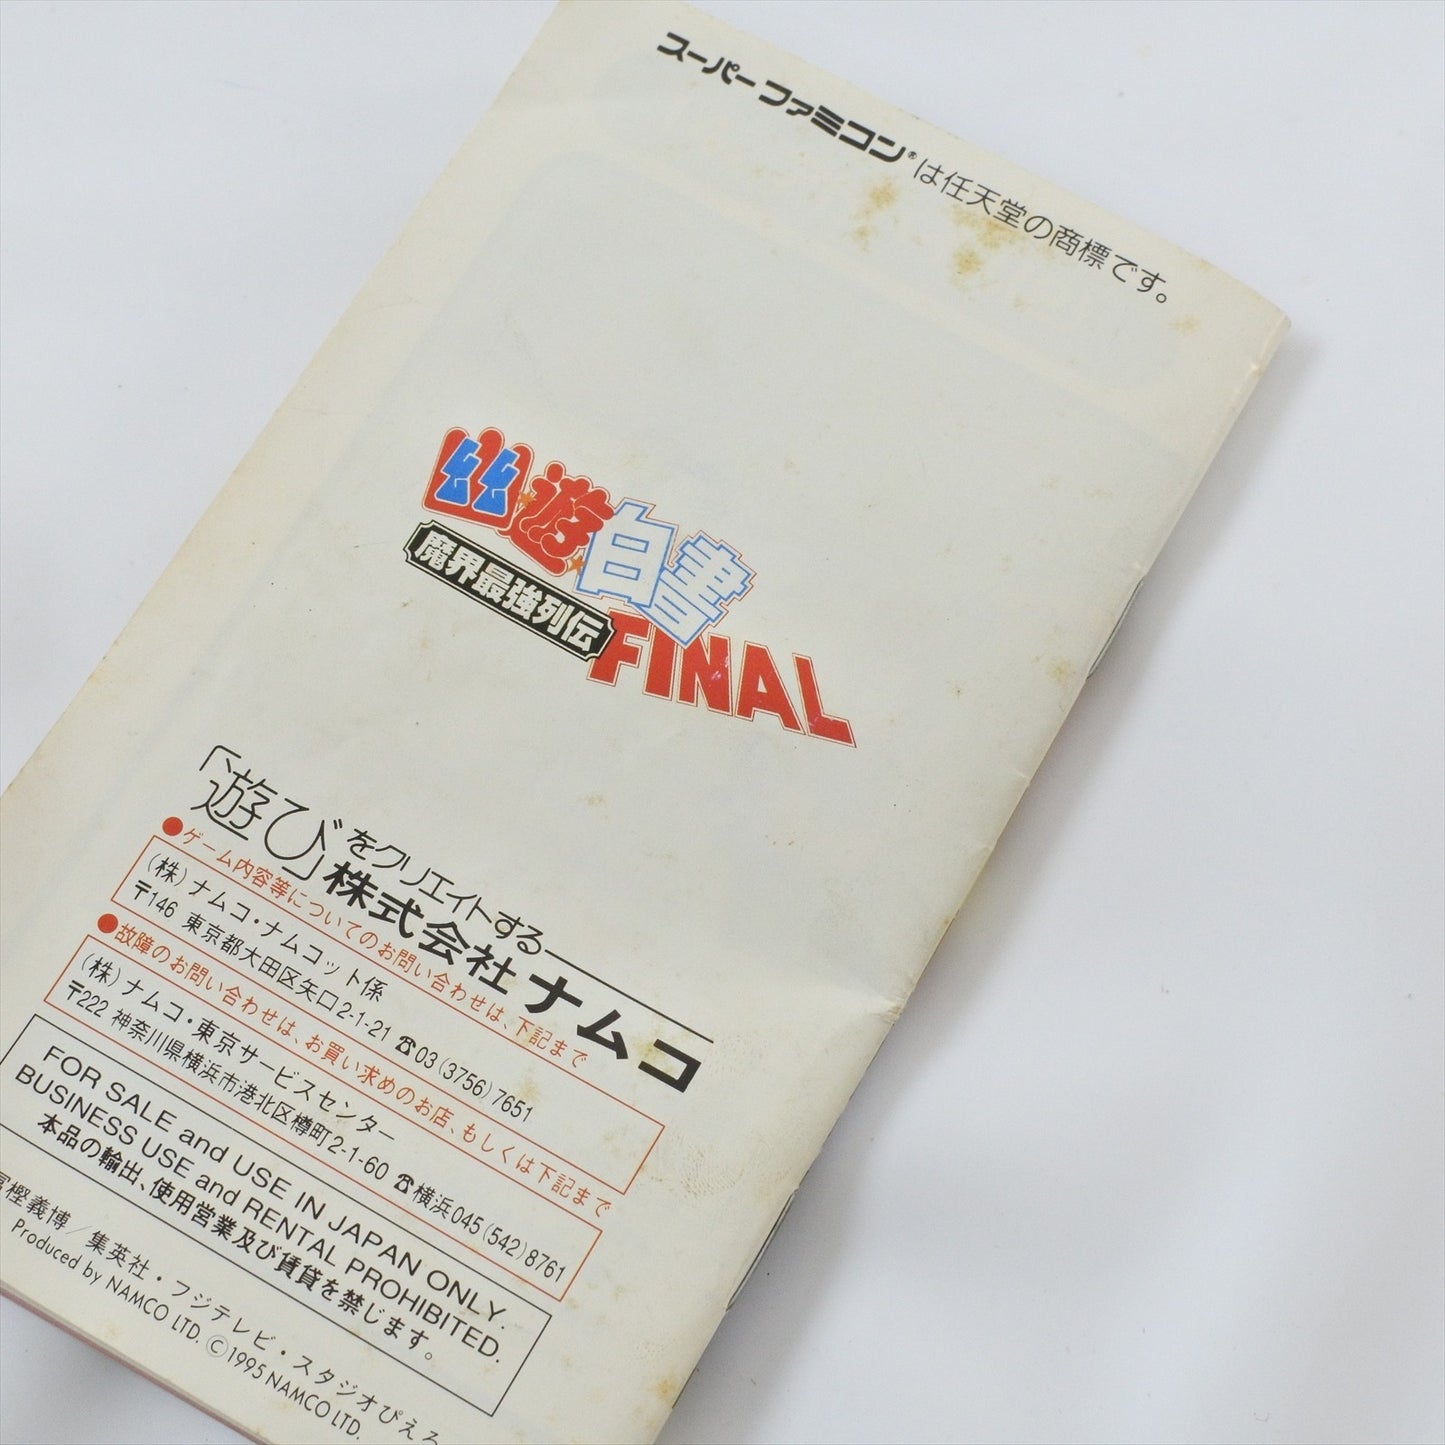 スーパーファミコン®は任天堂の商標です。
幽★遊★白書
魔界最強列伝
FINAL
「遊び」をクリエイトする
株式会社ナムコ
●ゲーム内容等についてのお問い合わせは、下記まで
(株)ナムコ・ナムコット係
〒146 東京都大田区矢口2-1-21 ☎03(3756)7651
●故障のお問い合わせは、お買い求めのお店、もしくは下記まで
(株)ナムコ・東京サービスセンター
〒222 神奈川県横浜市港北区樽町2-1-60 ☎横浜045(542)8761
FOR SALE and USE IN JAPAN ONLY.
BUSINESS USE and RENTAL PROHIBITED.
本品の輸出、使用営業及び賃貸を禁じます。
冨樫義博／集英社・フジテレビ・スタジオぴえろ
Produced by NAMCO LTD. ©1995 NAMCO LTD.